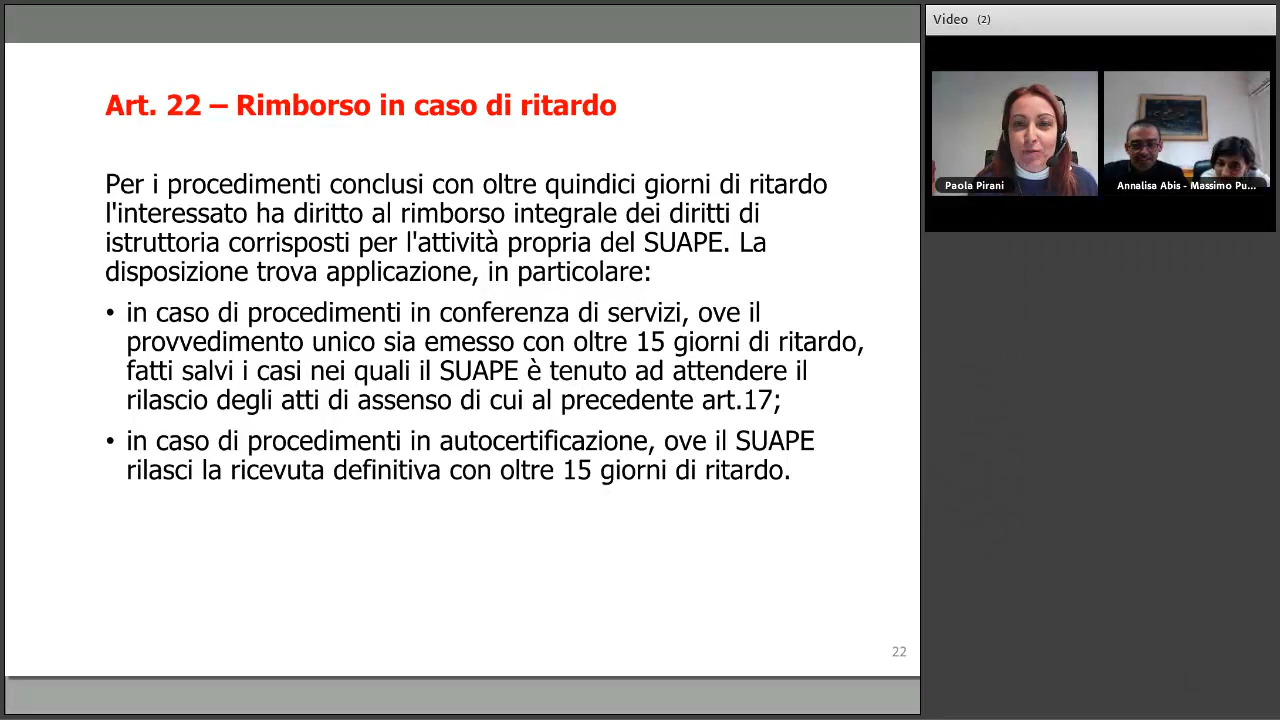 Art. 22 – Rimborso in caso di ritardo
Per i procedimenti conclusi con oltre quindici giorni di ritardo
l'interessato ha diritto al rimborso integrale dei diritti di
istruttoria corrisposti per l'attività propria del SUAPE. La
disposizione trova applicazione, in particolare:
• in caso di procedimenti in conferenza di servizi, ove il
provvedimento unico sia emesso con oltre 15 giorni di ritardo,
fatti salvi i casi nei quali il SUAPE è tenuto ad attendere il
rilascio degli atti di assenso di cui al precedente art.17;
• in caso di procedimenti in autocertificazione, ove il SUAPE
rilasci la ricevuta definitiva con oltre 15 giorni di ritardo.
22
Video (2)
Paola Pirani
Annalisa Abis - Massimo Pu...